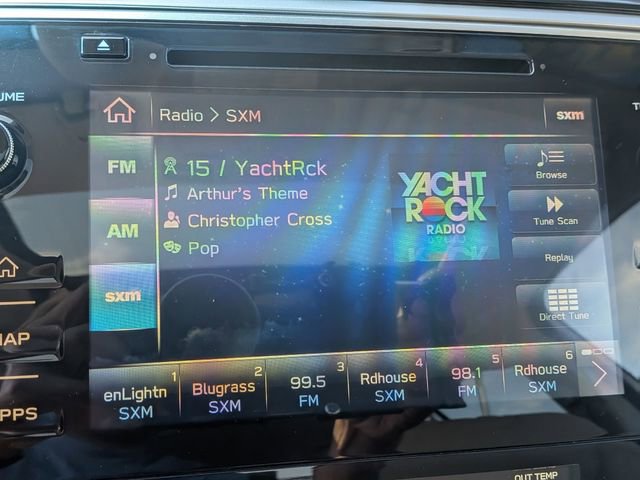 UME
Radio > SXM
sxm
FM
AM
sxm
15 / YachtRck
Arthur's Theme
Christopher Cross
Pop
YACHT
ROCK
RADIO
Browse
Tune Scan
Replay
Direct Tune
MAP
APPS
enLightn 1
SXM
Blugrass 2
SXM
99.5 3
FM
Rdhouse 4
SXM
98.1 5
FM
Rdhouse 6
SXM
OUT TEMP